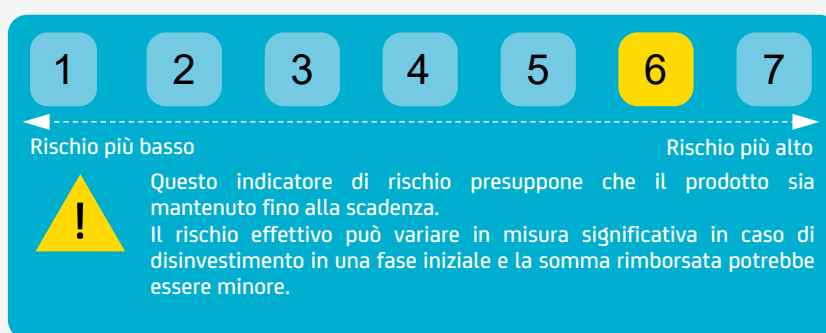 1 2 3 4 5 6 7
Rischio più basso Rischio più alto
!
Questo indicatore di rischio presuppone che il prodotto sia
mantenuto fino alla scadenza.
Il rischio effettivo può variare in misura significativa in caso di
disinvestimento in una fase iniziale e la somma rimborsata potrebbe
essere minore.